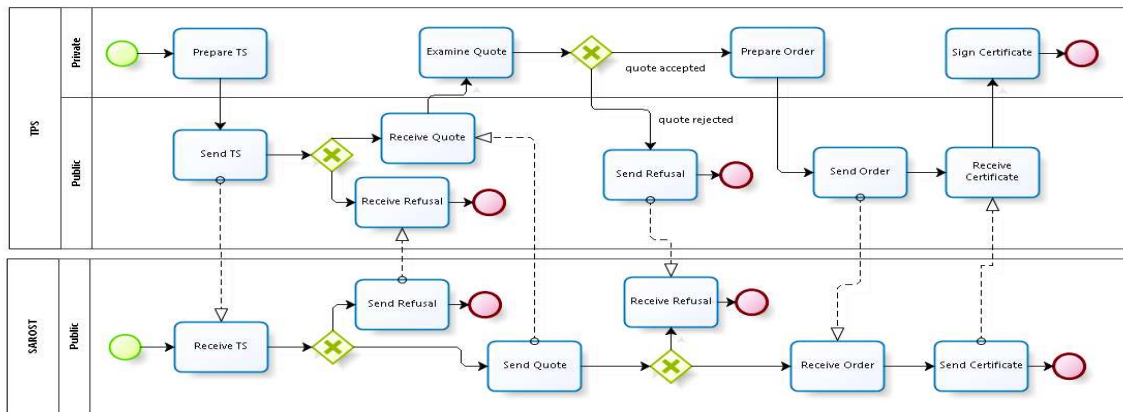 TPS
Private
Prepare TS
Examine Quote
quote accepted
Prepare Order
Sign Certificate
Public
Send TS
Receive Quote
quote rejected
Receive Refusal
Send Refusal
Send Order
Receive
Certificate
SAROST
Public
Receive TS
Send Refusal
Send Quote
Receive Refusal
Receive Order
Send Certificate